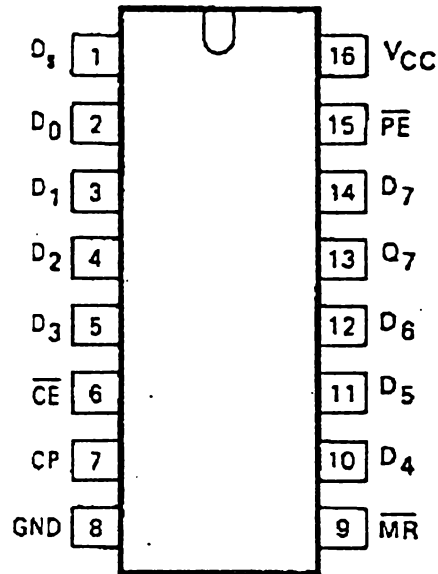 Ds 1 16 VCC
D0 2 15 PE
D1 3 14 D7
D2 4 13 Q7
D3 5 12 D6
CE 6 11 D5
CP 7 10 D4
GND 8 9 MR